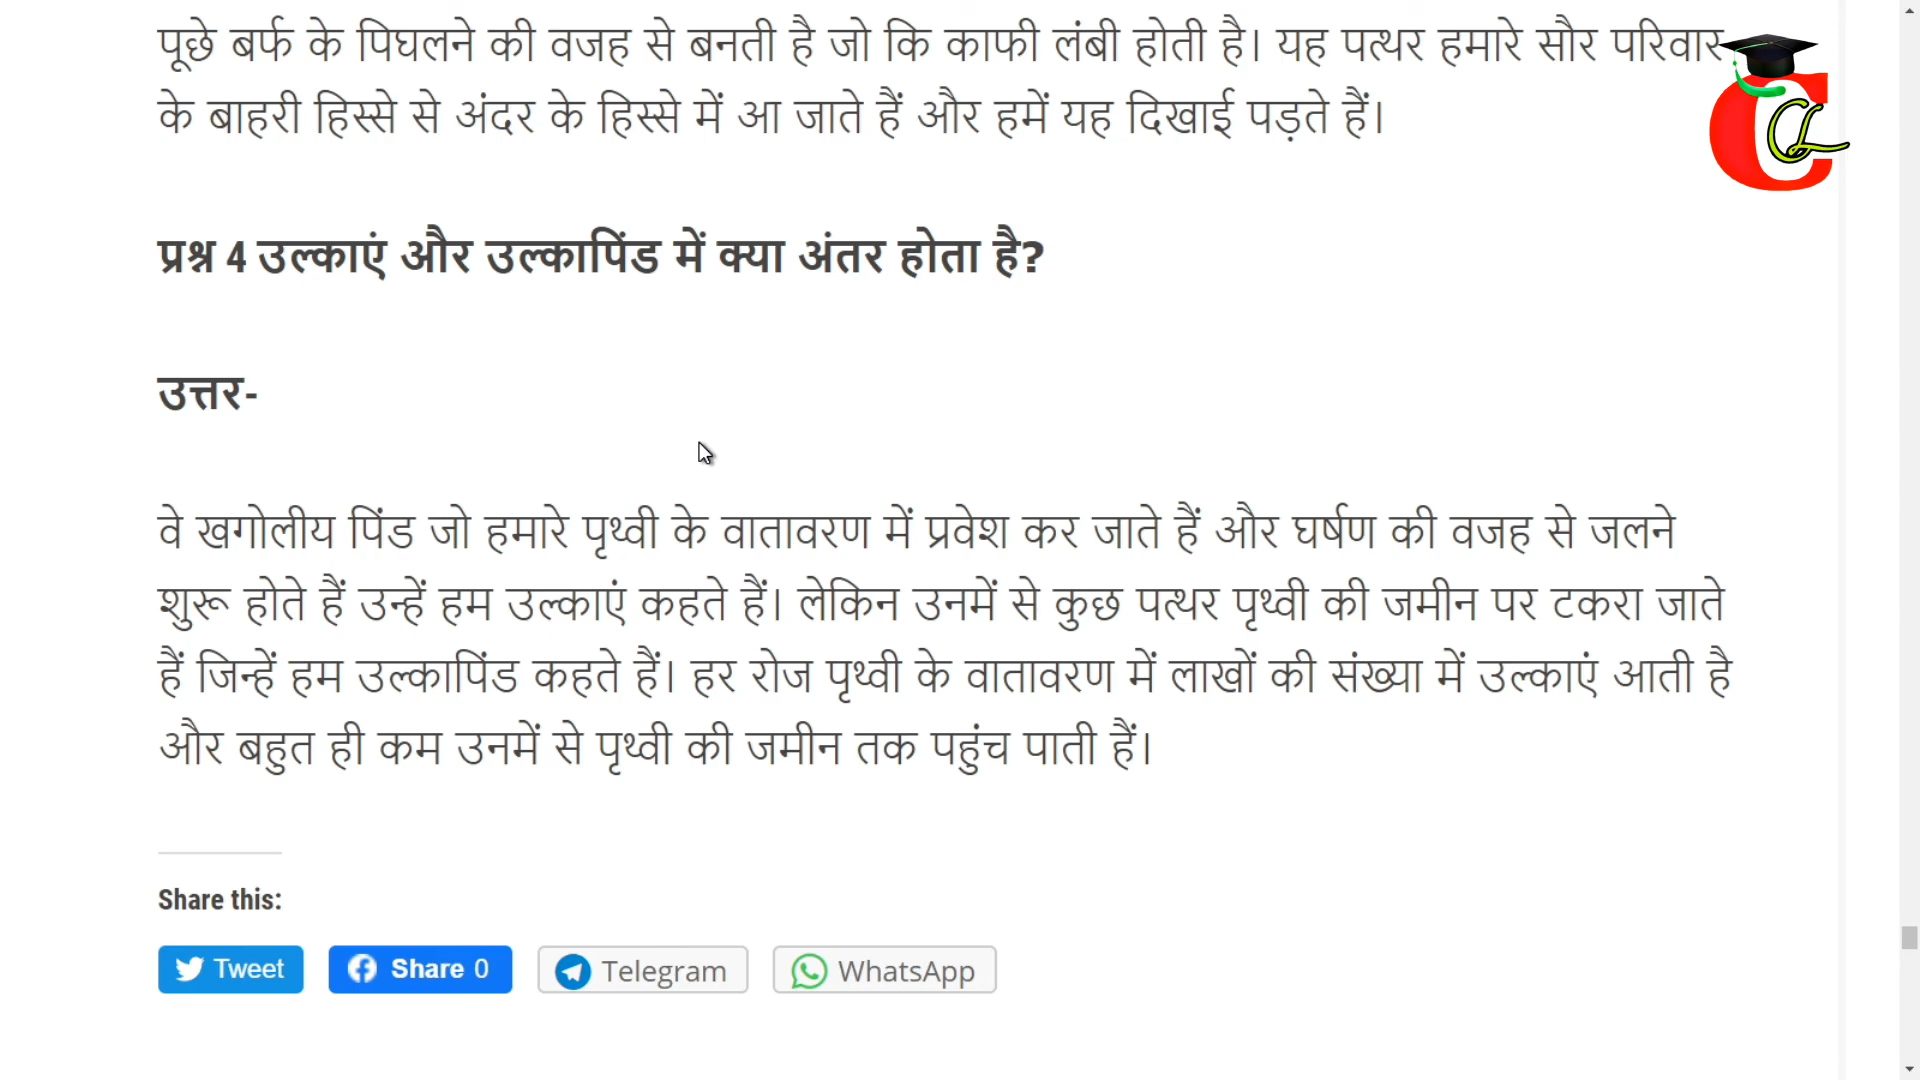 पूछे बर्फ के पिघलने की वजह से बनती है जो कि काफी लंबी होती है। यह पत्थर हमारे सौर परिवार
के बाहरी हिस्से से अंदर के हिस्से में आ जाते हैं और हमें यह दिखाई पड़ते हैं।
प्रश्न 4 उल्काएं और उल्कापिंड में क्या अंतर होता है?
उत्तर-
वे खगोलीय पिंड जो हमारे पृथ्वी के वातावरण में प्रवेश कर जाते हैं और घर्षण की वजह से जलने
शुरू होते हैं उन्हें हम उल्काएं कहते हैं। लेकिन उनमें से कुछ पत्थर पृथ्वी की जमीन पर टकरा जाते
हैं जिन्हें हम उल्कापिंड कहते हैं। हर रोज पृथ्वी के वातावरण में लाखों की संख्या में उल्काएं आती है
और बहुत ही कम उनमें से पृथ्वी की जमीन तक पहुंच पाती हैं।
Share this:
Tweet Share 0 Telegram WhatsApp